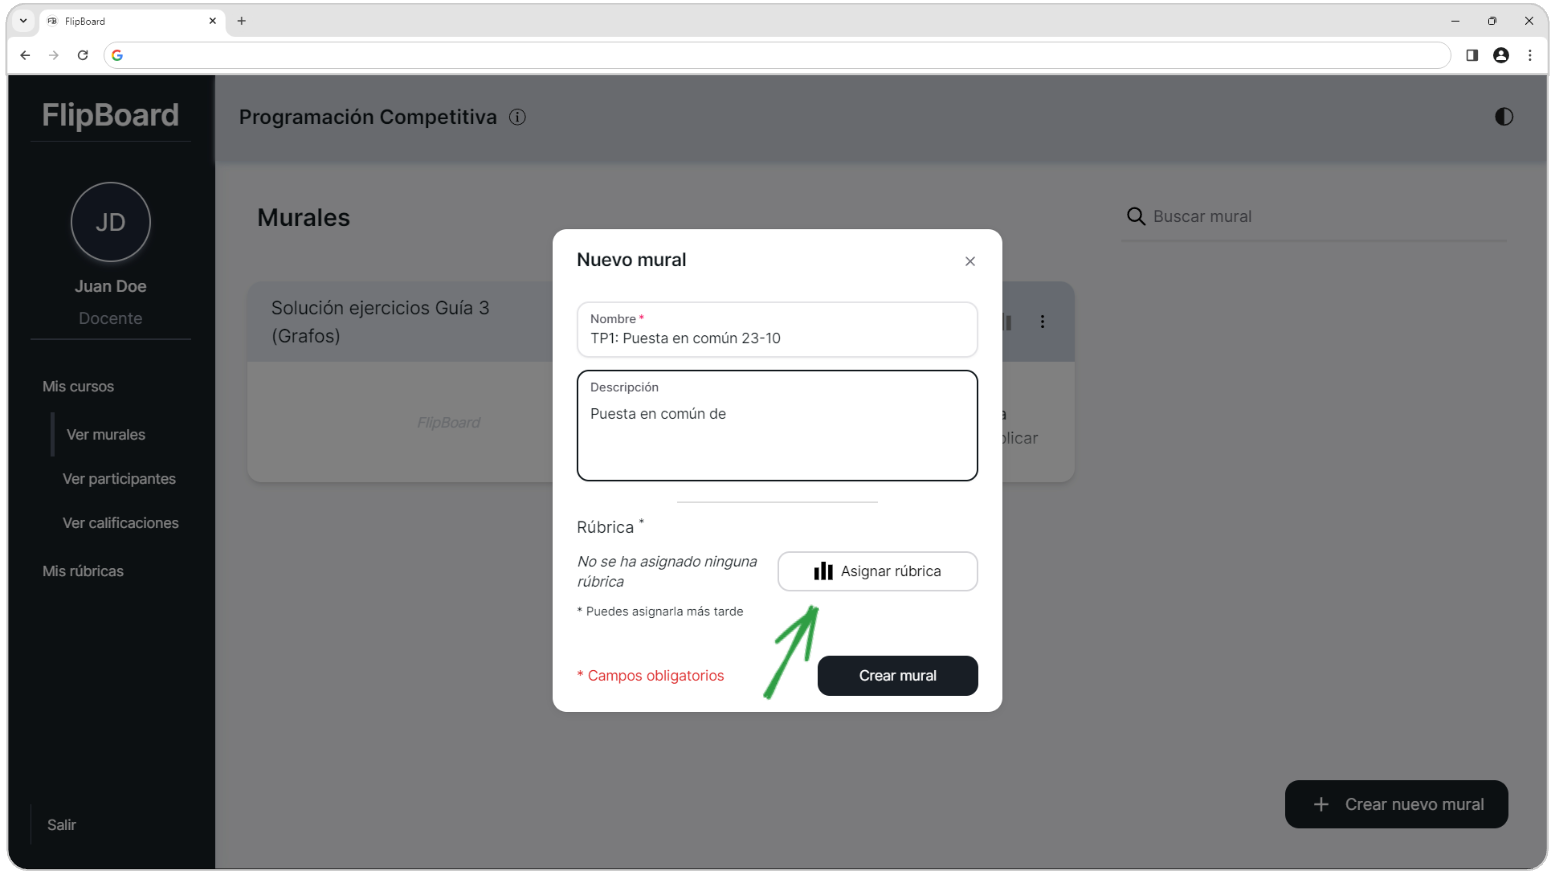 FlipBoard
FlipBoard
Programación Competitiva
JD
Juan Doe
Docente
Mis cursos
Ver murales
Ver participantes
Ver calificaciones
Mis rúbricas
Salir
Murales
Buscar mural
Solución ejercicios Guía 3
(Grafos)
FlipBoard
Nuevo mural
Nombre *
TP1: Puesta en común 23-10
Descripción
Puesta en común de
Rúbrica *
No se ha asignado ninguna
rúbrica
Asignar rúbrica
* Puedes asignarla más tarde
* Campos obligatorios
Crear mural
+ Crear nuevo mural